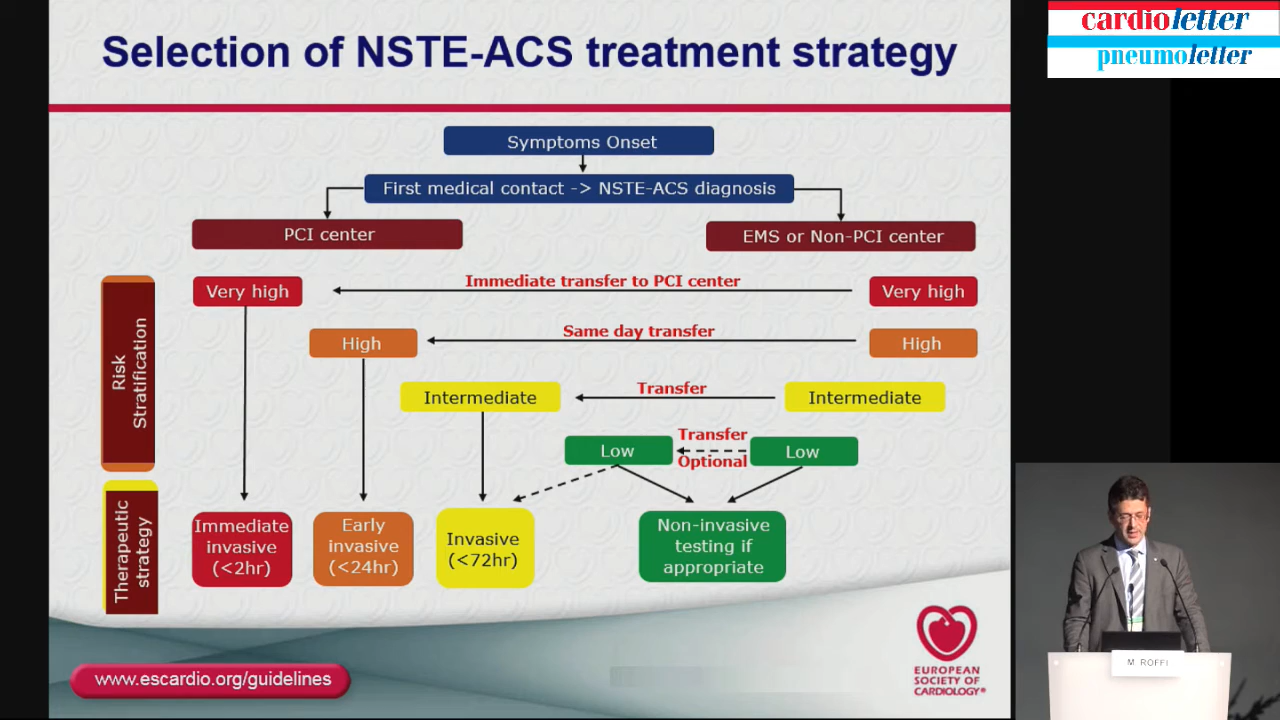 Selection of NSTE-ACS treatment strategy
cardioletter
pneumoletter
Symptoms Onset
First medical contact -> NSTE-ACS diagnosis
PCI center
EMS or Non-PCI center
Risk
Stratification
Very high
Immediate transfer to PCI center
Very high
High
Same day transfer
High
Intermediate
Transfer
Intermediate
Low
Transfer
Optional
Low
Therapeutic
strategy
Immediate
invasive
(<2hr)
Early
invasive
(<24hr)
Invasive
(<72hr)
Non-invasive
testing if
appropriate
www.escardio.org/guidelines
EUROPEAN
SOCIETY OF
CARDIOLOGY®
M ROFFI